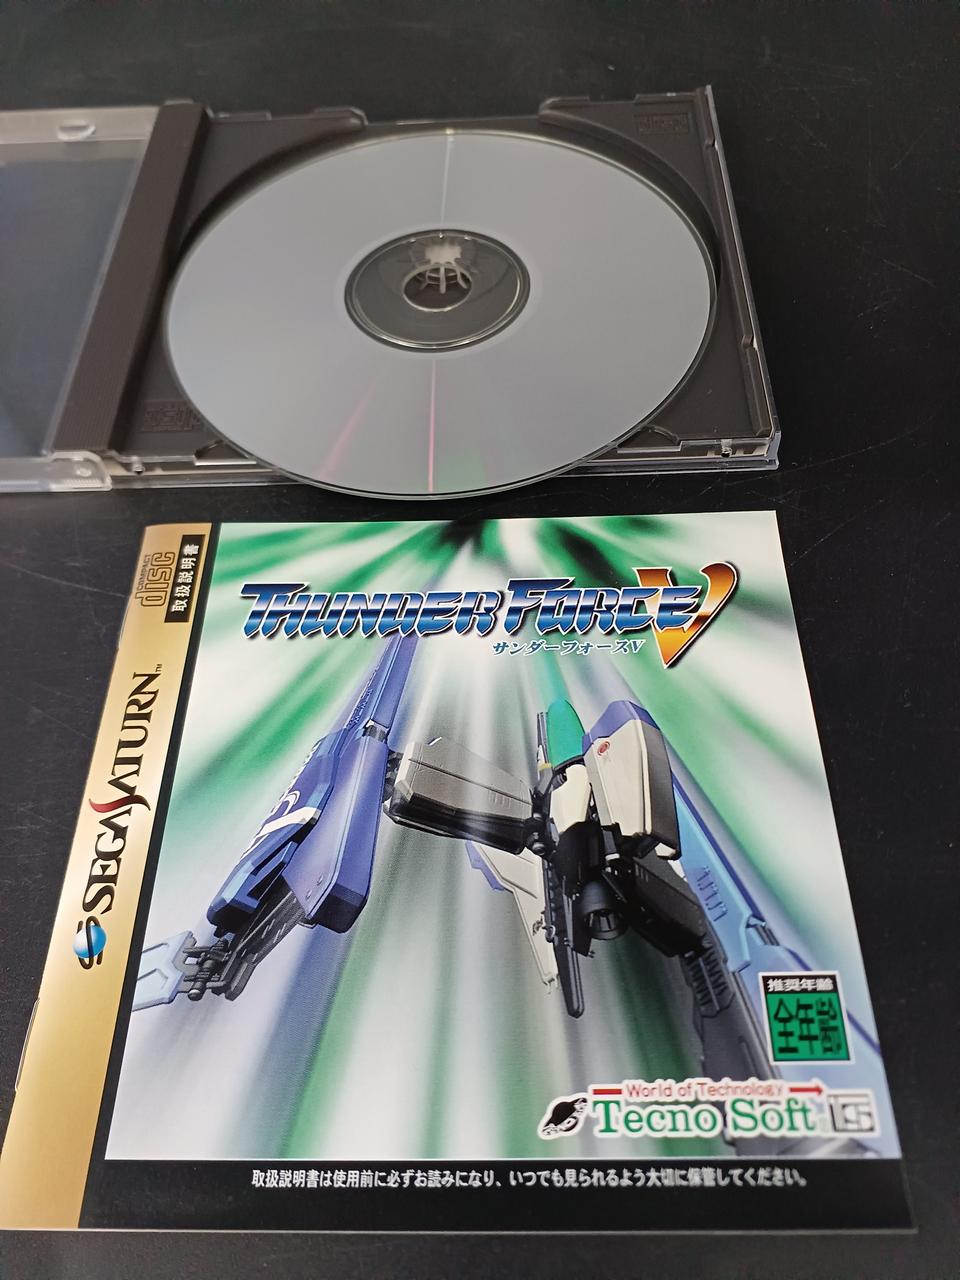 COMPACT
disc
取扱説明書
SEGA SATURN™
THUNDER FORCE V
サンダーフォースV
推奨年齢
全年齢
World of Technology
Tecno Soft
取扱説明書は使用前に必ずお読みになり、いつでも見られるよう大切に保管してください。